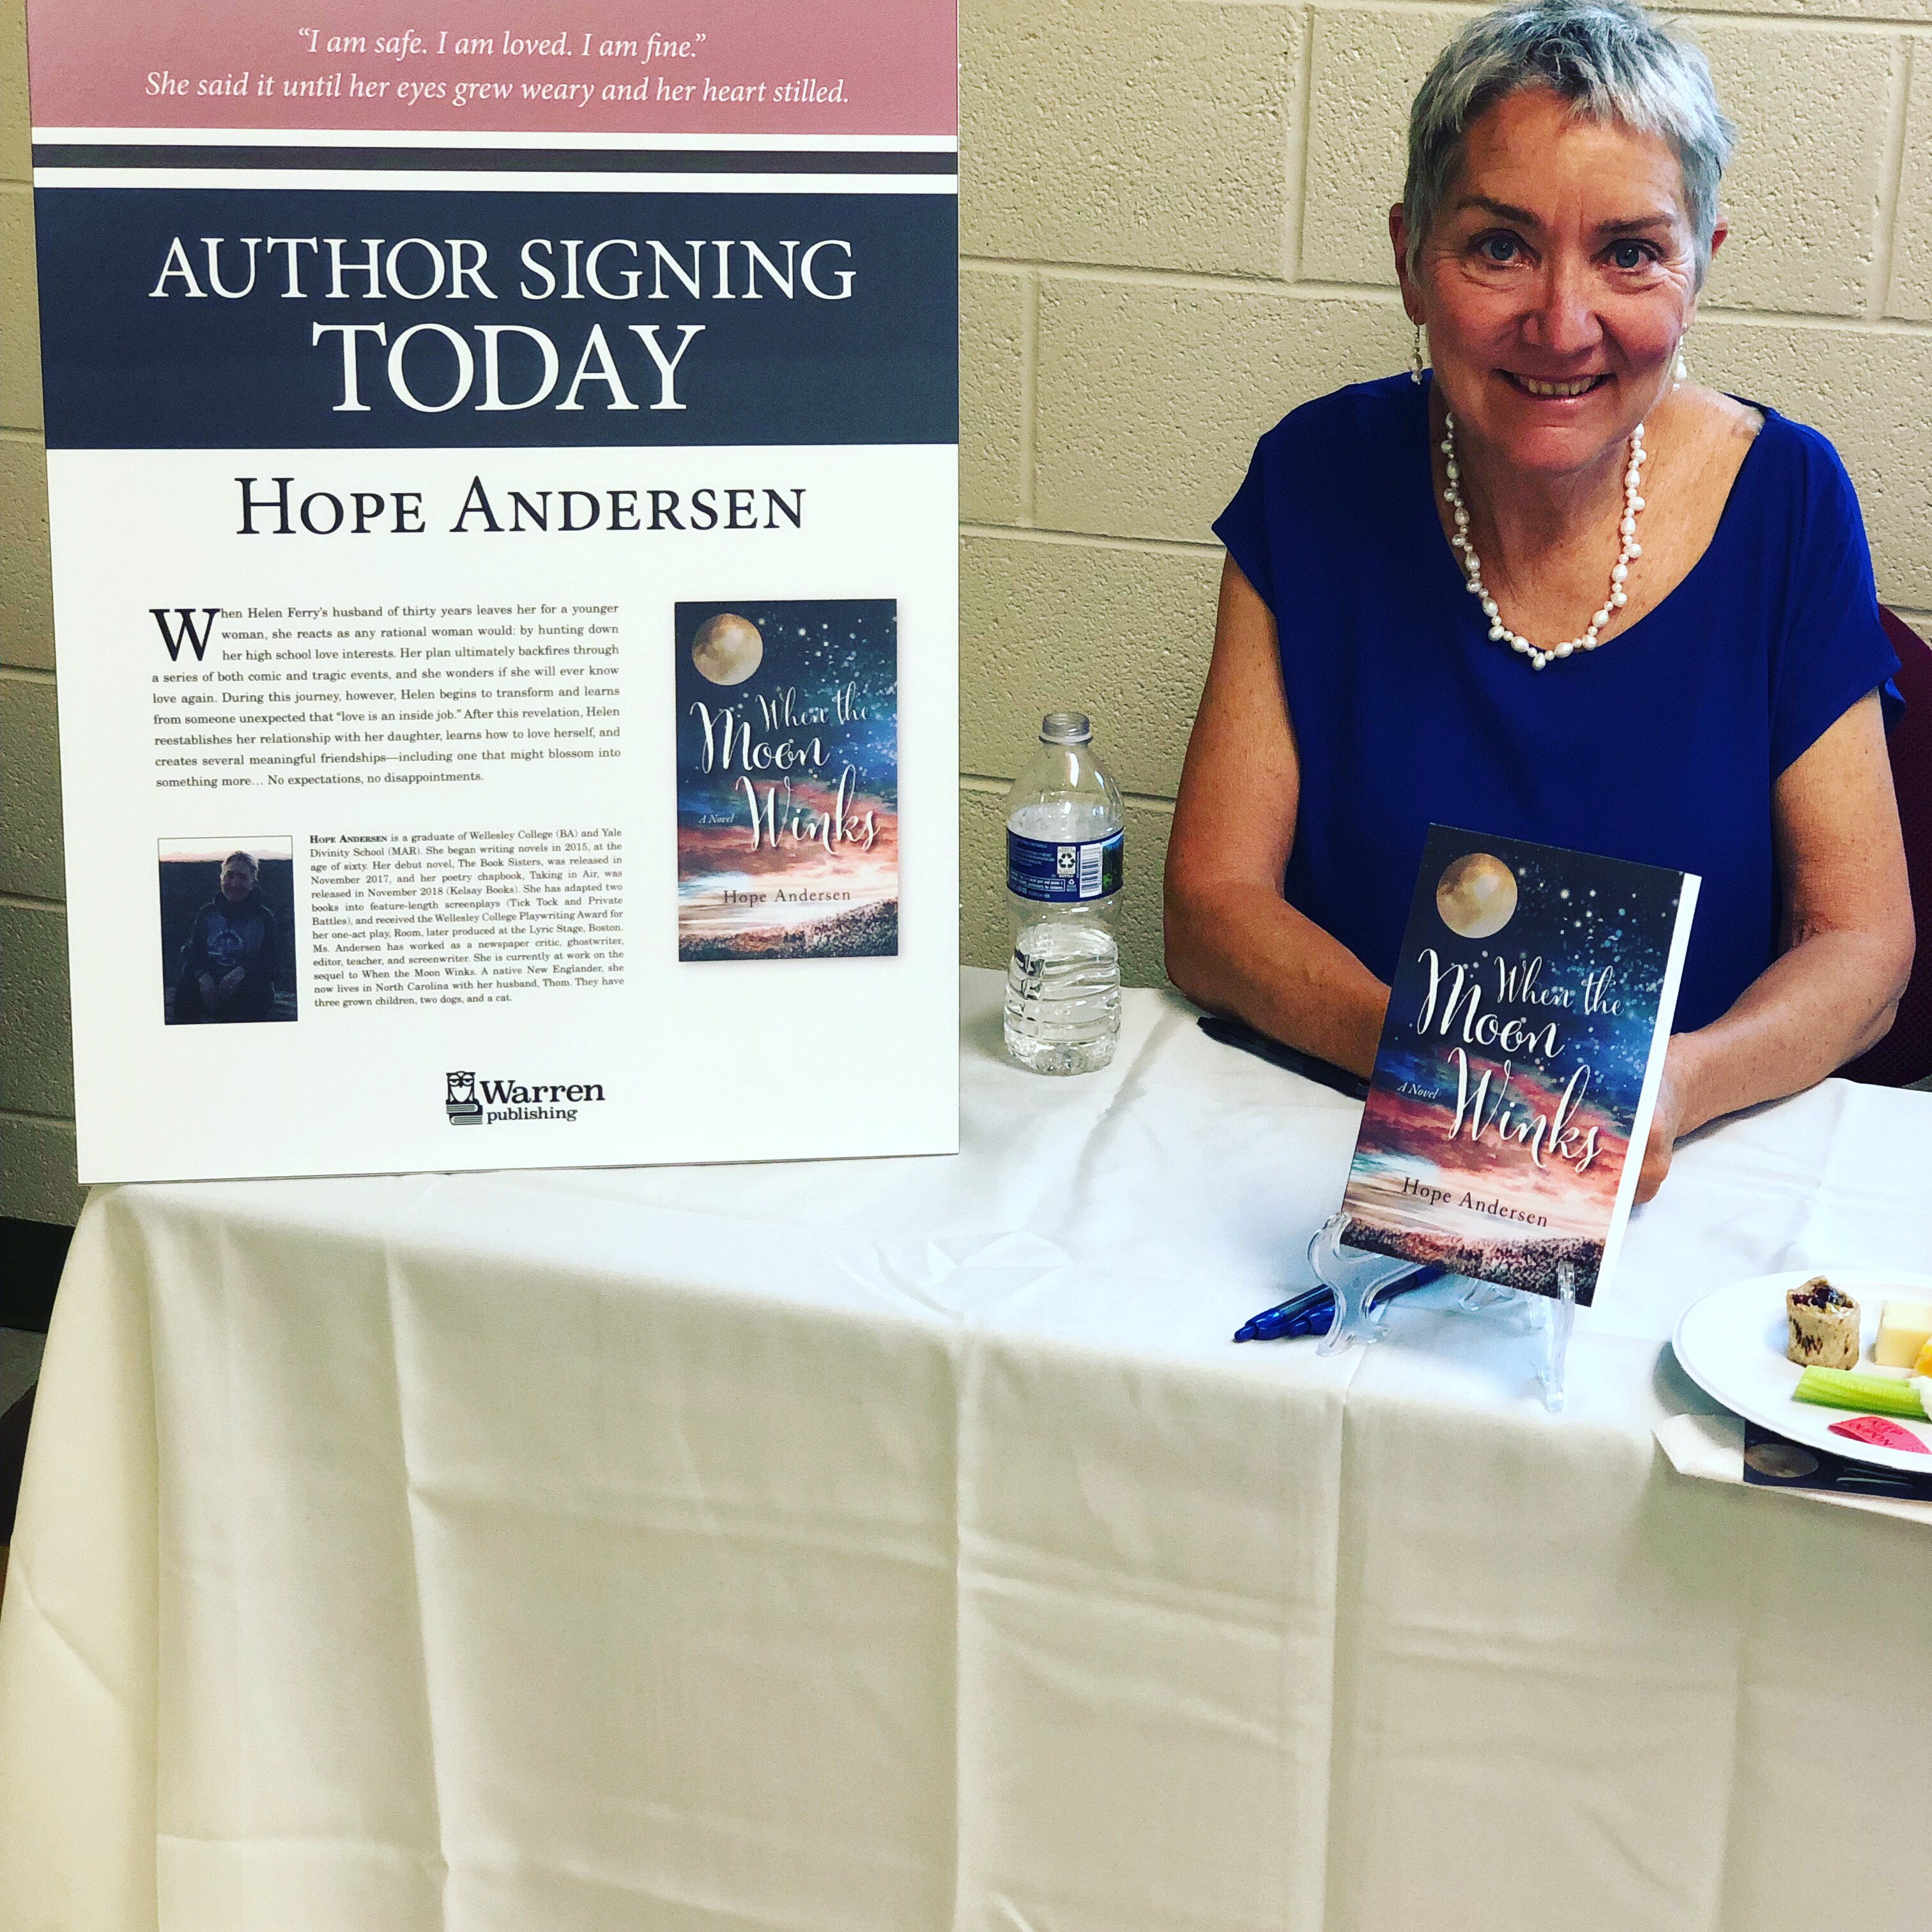 “I am safe. I am loved. I am fine.”
She said it until her eyes grew weary and her heart stilled.
AUTHOR SIGNING
TODAY
HOPE ANDERSEN
When Helen Ferry’s husband of thirty years leaves her for a younger
woman, she reacts as any rational woman would: by hunting down
her high school love interests. Her plan ultimately backfires through
a series of both comic and tragic events, and she wonders if she will ever know
love again. During this journey, however, Helen begins to transform and learns
from someone unexpected that “love is an inside job.” After this revelation, Helen
reestablishes her relationship with her daughter, learns how to love herself, and
creates several meaningful friendships—including one that might blossom into
something more… No expectations, no disappointments.
When the
Moon
A Novel
Winks
Hope Andersen
HOPE ANDERSEN is a graduate of Wellesley College (BA) and Yale
Divinity School (MAR). She began writing novels in 2015, at the
age of sixty. Her debut novel, The Book Sisters, was released in
November 2017, and her poetry chapbook, Taking in Air, was
released in November 2018 (Kelsay Books). She has adapted two
books into feature-length screenplays (Tick Tock and Private
Battles), and received the Wellesley College Playwriting Award for
her one-act play, Room, later produced at the Lyric Stage, Boston.
Ms. Andersen has worked as a newspaper critic, ghostwriter,
editor, teacher, and screenwriter. She is currently at work on the
sequel to When the Moon Winks. A native New Englander, she
now lives in North Carolina with her husband, Thom. They have
three grown children, two dogs, and a cat.
Warren
publishing
When the
Moon
A Novel
Winks
Hope Andersen